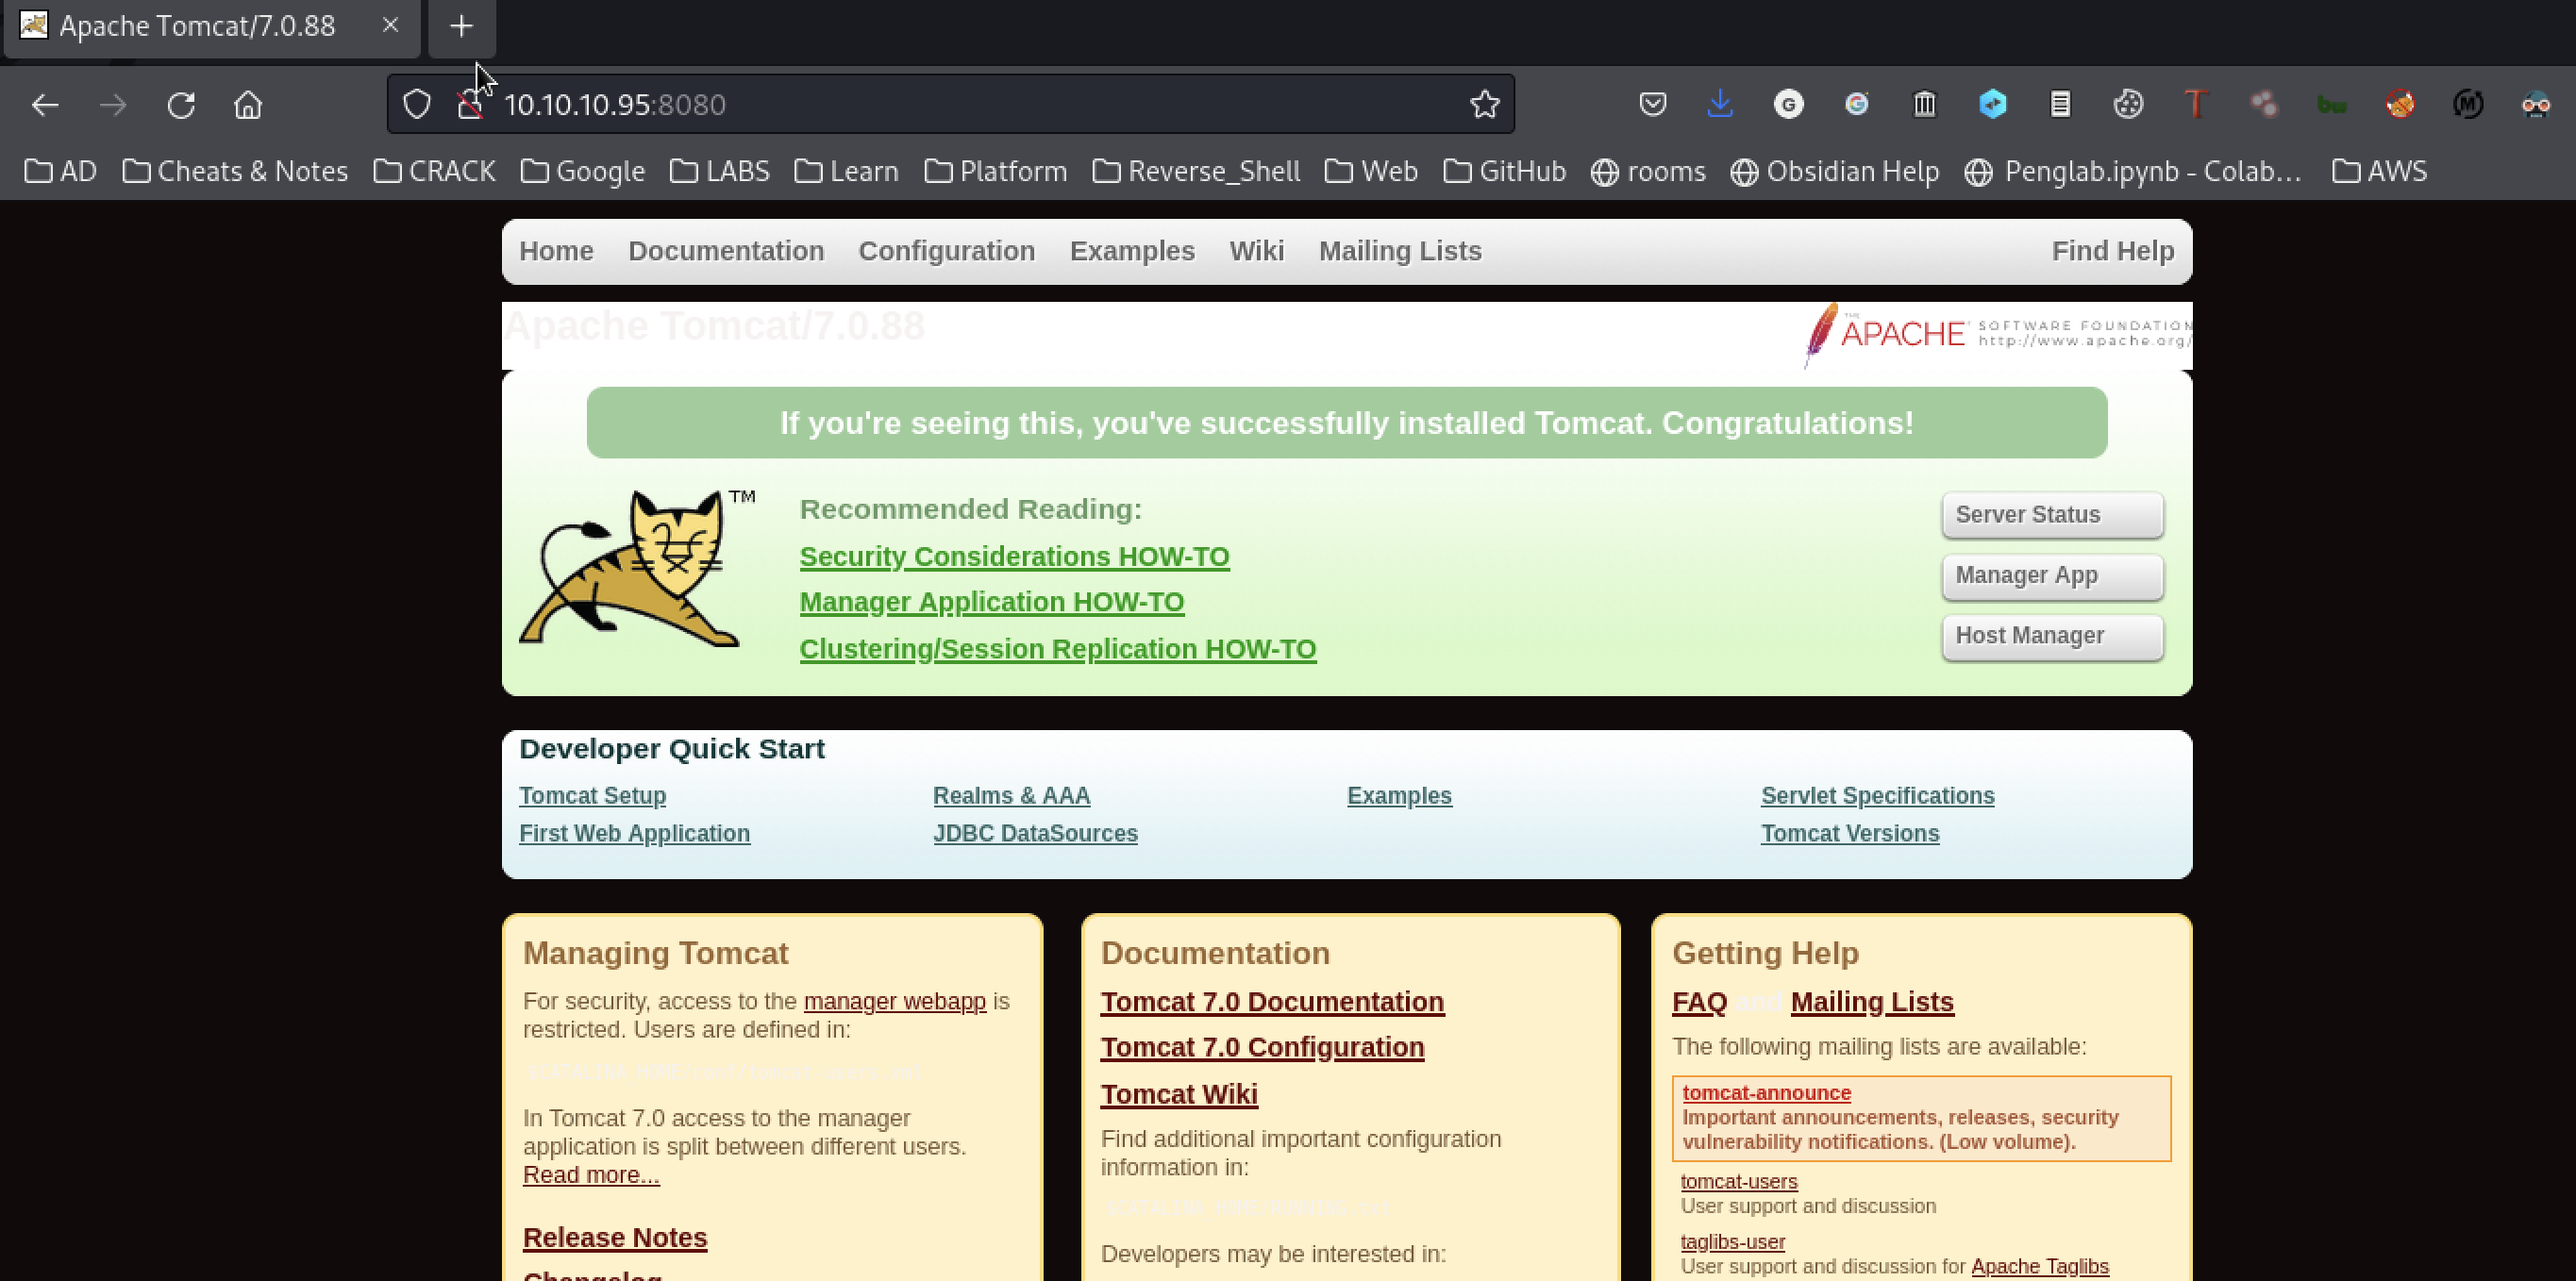 Apache Tomcat/7.0.88
10.10.10.95:8080
AD Cheats & Notes CRACK Google LABS Learn Platform Reverse_Shell Web GitHub rooms Obsidian Help Penglab.ipynb - Colab… AWS
Home Documentation Configuration Examples Wiki Mailing Lists Find Help
Apache Tomcat/7.0.88
THE APACHE SOFTWARE FOUNDATION
http://www.apache.org/
If you're seeing this, you've successfully installed Tomcat. Congratulations!
TM
Recommended Reading:
Security Considerations HOW-TO
Manager Application HOW-TO
Clustering/Session Replication HOW-TO
Server Status
Manager App
Host Manager
Developer Quick Start
Tomcat Setup Realms & AAA Examples Servlet Specifications
First Web Application JDBC DataSources Tomcat Versions
Managing Tomcat
For security, access to the manager webapp is
restricted. Users are defined in:
$CATALINA_HOME/conf/tomcat-users.xml
In Tomcat 7.0 access to the manager
application is split between different users.
Read more...
Release Notes
Changelog
Documentation
Tomcat 7.0 Documentation
Tomcat 7.0 Configuration
Tomcat Wiki
Find additional important configuration
information in:
$CATALINA_HOME/RUNNING.txt
Developers may be interested in:
Getting Help
FAQ and Mailing Lists
The following mailing lists are available:
tomcat-announce
Important announcements, releases, security
vulnerability notifications. (Low volume).
tomcat-users
User support and discussion
taglibs-user
User support and discussion for Apache Taglibs